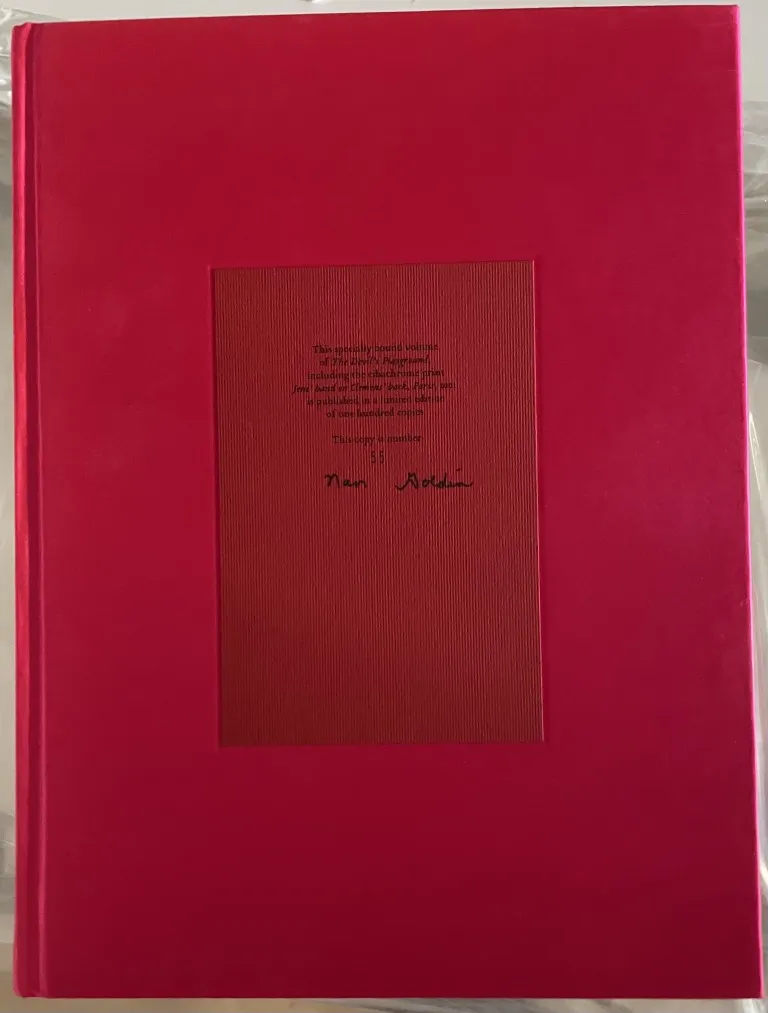 This specially bound volume
of The Devil's Playground,
including the cibachrome print
Jens' hand on Clemens' back, Paris, 2001
is published in a limited edition
of one hundred copies
This copy is number
55
Nan Goldin